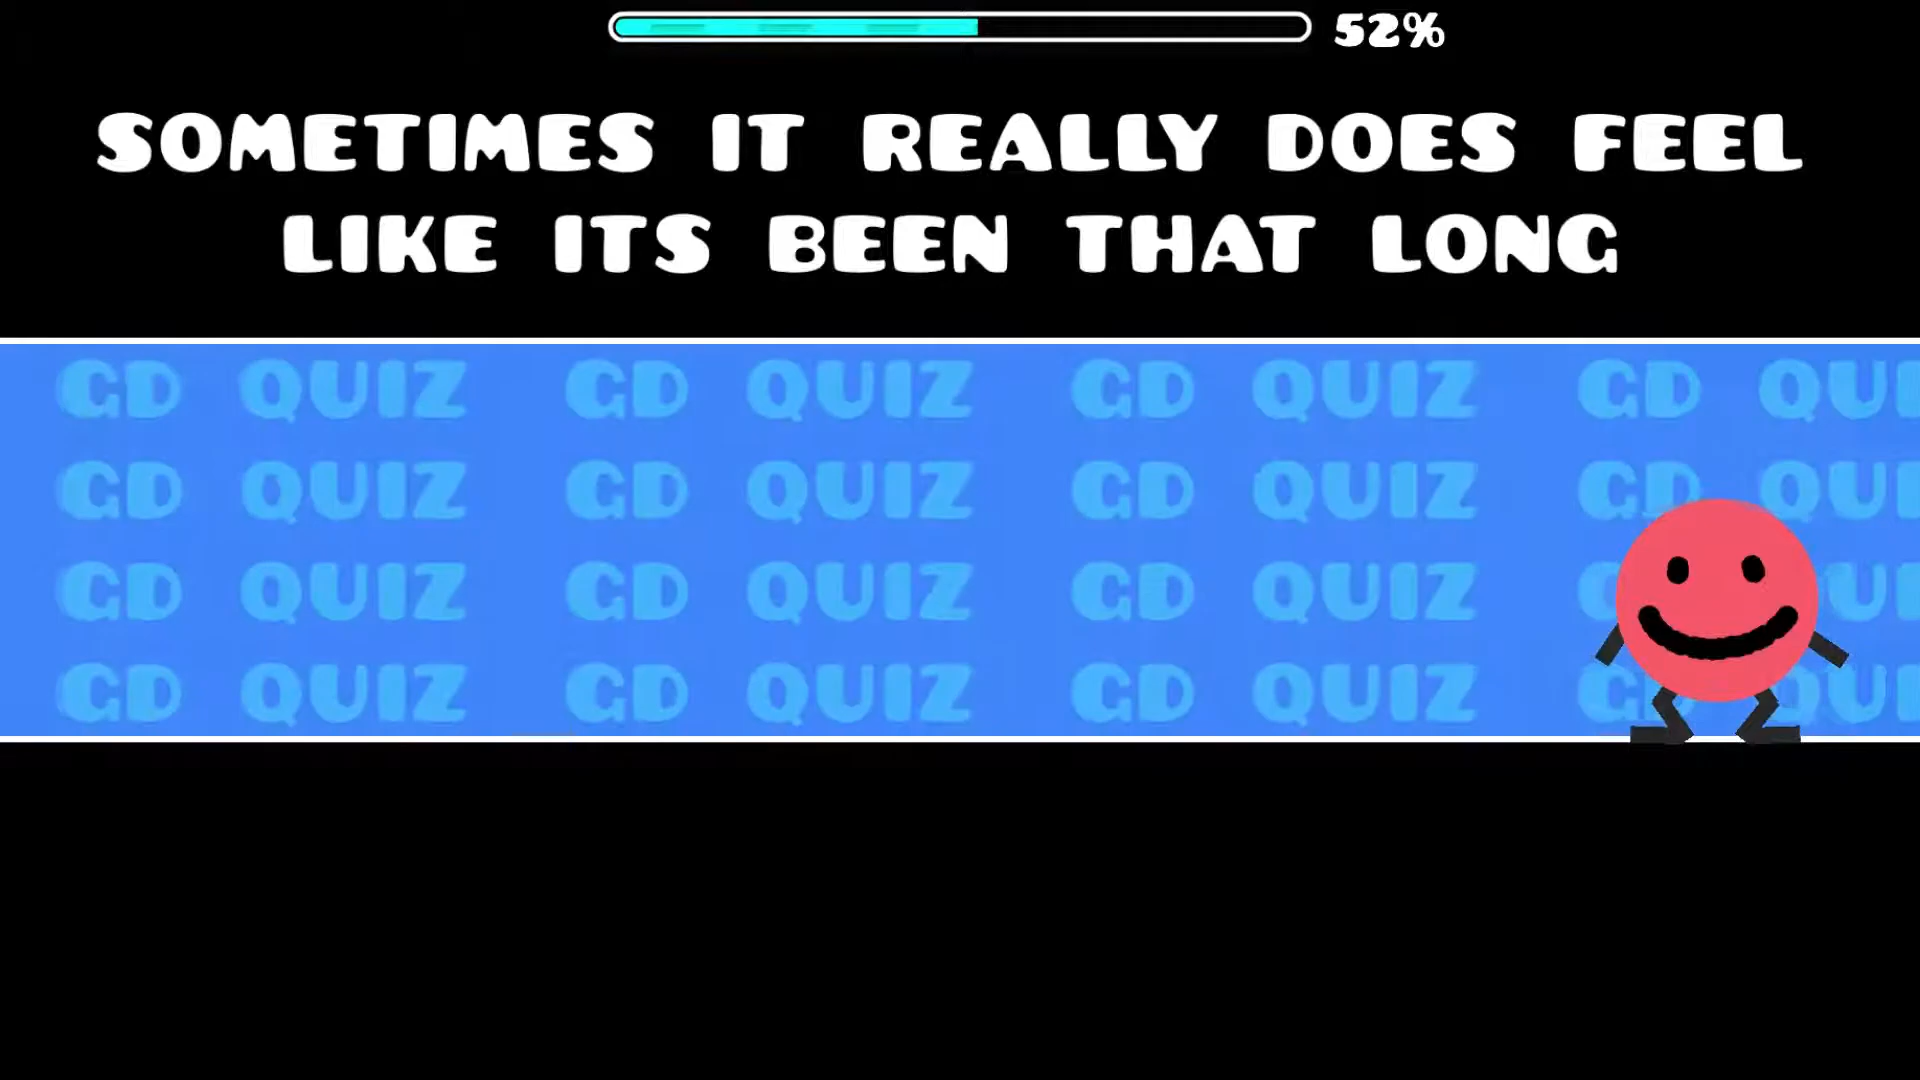 52%
SOMETIMES IT REALLY DOES FEEL
LIKE ITS BEEN THAT LONG
GD QUIZ GD QUIZ GD QUIZ GD QUI
GD QUIZ GD QUIZ GD QUIZ GD QU
GD QUIZ GD QUIZ GD QUIZ
GD QUIZ GD QUIZ GD QUIZ